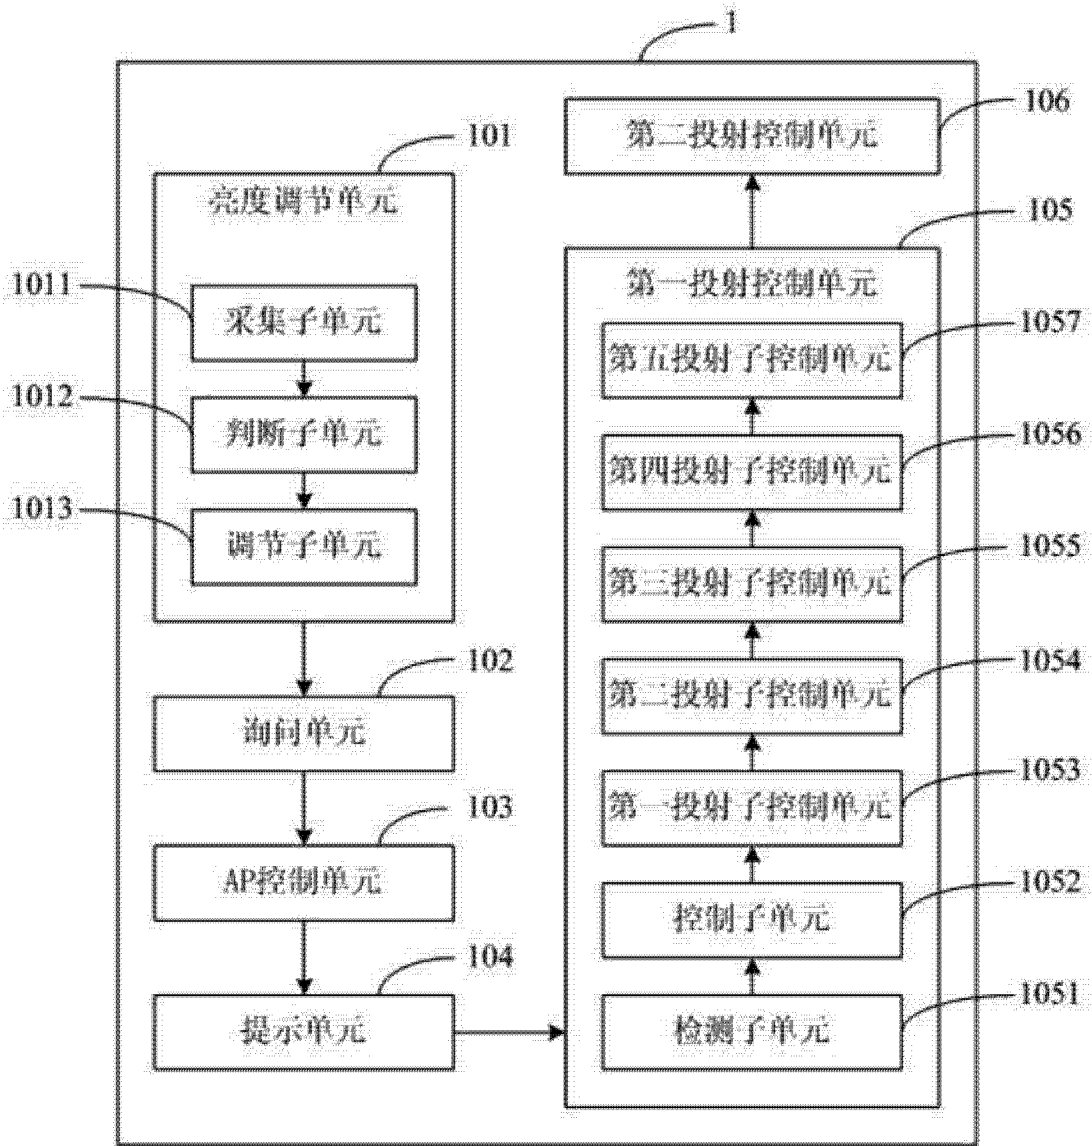 1
101
亮度调节单元
1011
采集子单元
1012
判断子单元
1013
调节子单元
102
询问单元
103
AP控制单元
104
提示单元
106
第二投射控制单元
105
第一投射控制单元
1057
第五投射子控制单元
1056
第四投射子控制单元
1055
第三投射子控制单元
1054
第二投射子控制单元
1053
第一投射子控制单元
1052
控制子单元
1051
检测子单元